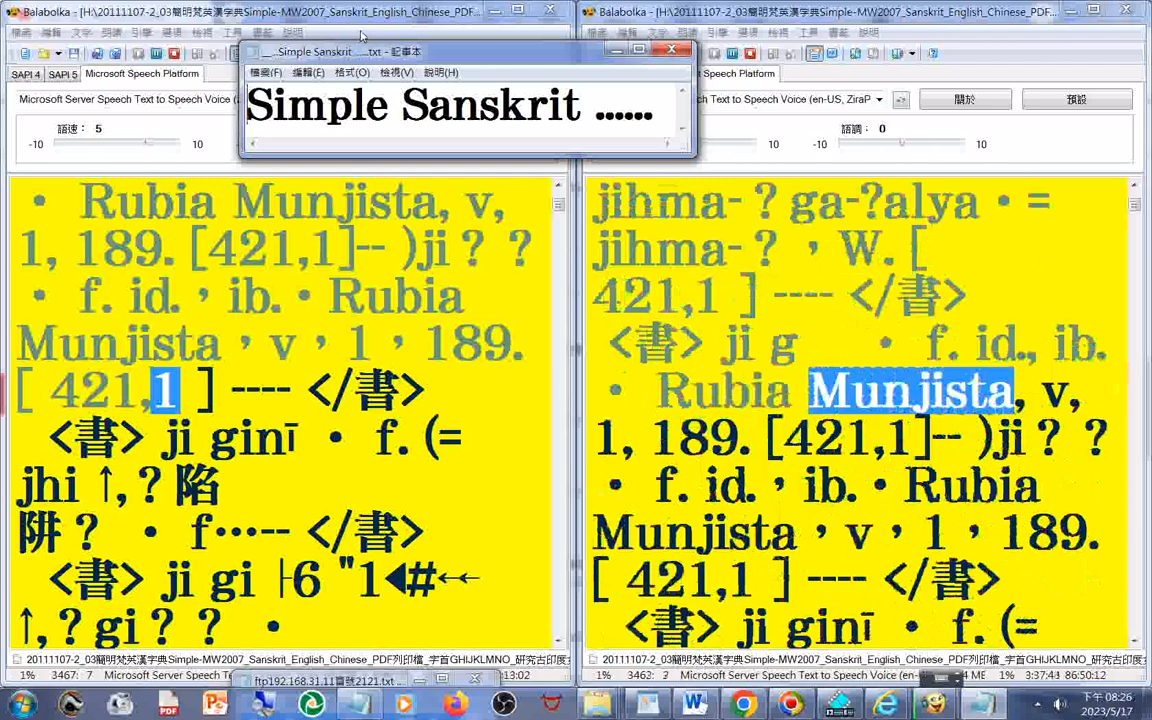 Balabolka - [H:\20111107-2_03簡明梵英漢字典Simple-MW2007_Sanskrit_English_Chinese_PDF
Balabolka - [H:\20111107-2_03簡明梵英漢字典Simple-MW2007_Sanskrit_English_Chinese_PDF...
__...Simple Sanskrit ......txt - 記事本
檔案(F) 編輯(E) 格式(O) 檢視(V) 說明(H)
Simple Sanskrit ......
SAPI 4 SAPI 5 Microsoft Speech Platform
Speech Platform
Microsoft Server Speech Text to Speech Voice (
t Speech Text to Speech Voice (en-US, ZiraP
關於
預設
語速： 5
語調： 0
-10 10
-10 10
• Rubia Munjista, v,
1, 189. [421,1]-- )ji？？
• f. id.，ib.•Rubia
Munjista，v，1，189.
[ 421,1 ] ---- </書>
<書> ji ginī • f. (=
jhi ↑,？陷
阱？ • f…-- </書>
<書> ji gi ├6 "1◀#←←
↑,？gi？？ •
jihma-？ga-?alya • =
jihma-？，W. [
421,1 ] ---- </書>
<書> ji g • f. id., ib.
• Rubia Munjista, v,
1, 189. [421,1]-- )ji？？
• f. id.，ib.•Rubia
Munjista，v，1，189.
[ 421,1 ] ---- </書>
<書> ji ginī • f. (=
20111107-2_03簡明梵英漢字典Simple-MW2007_Sanskrit_English_Chinese_PDF列印檔_字首GHIJKLMNO_研究古印度
20111107-2_03簡明梵英漢字典Simple-MW2007_Sanskrit_English_Chinese_PDF列印檔_字首GHIJKLMNO_研究古印度
1% 3467: 7 Microsoft Spe
13:02
1% 3462: Microsoft Speech Platform: Microsoft Server Speech Text to Speech Voice (en-
3:37:4
86:50:12
下午 08:26
2023/5/17